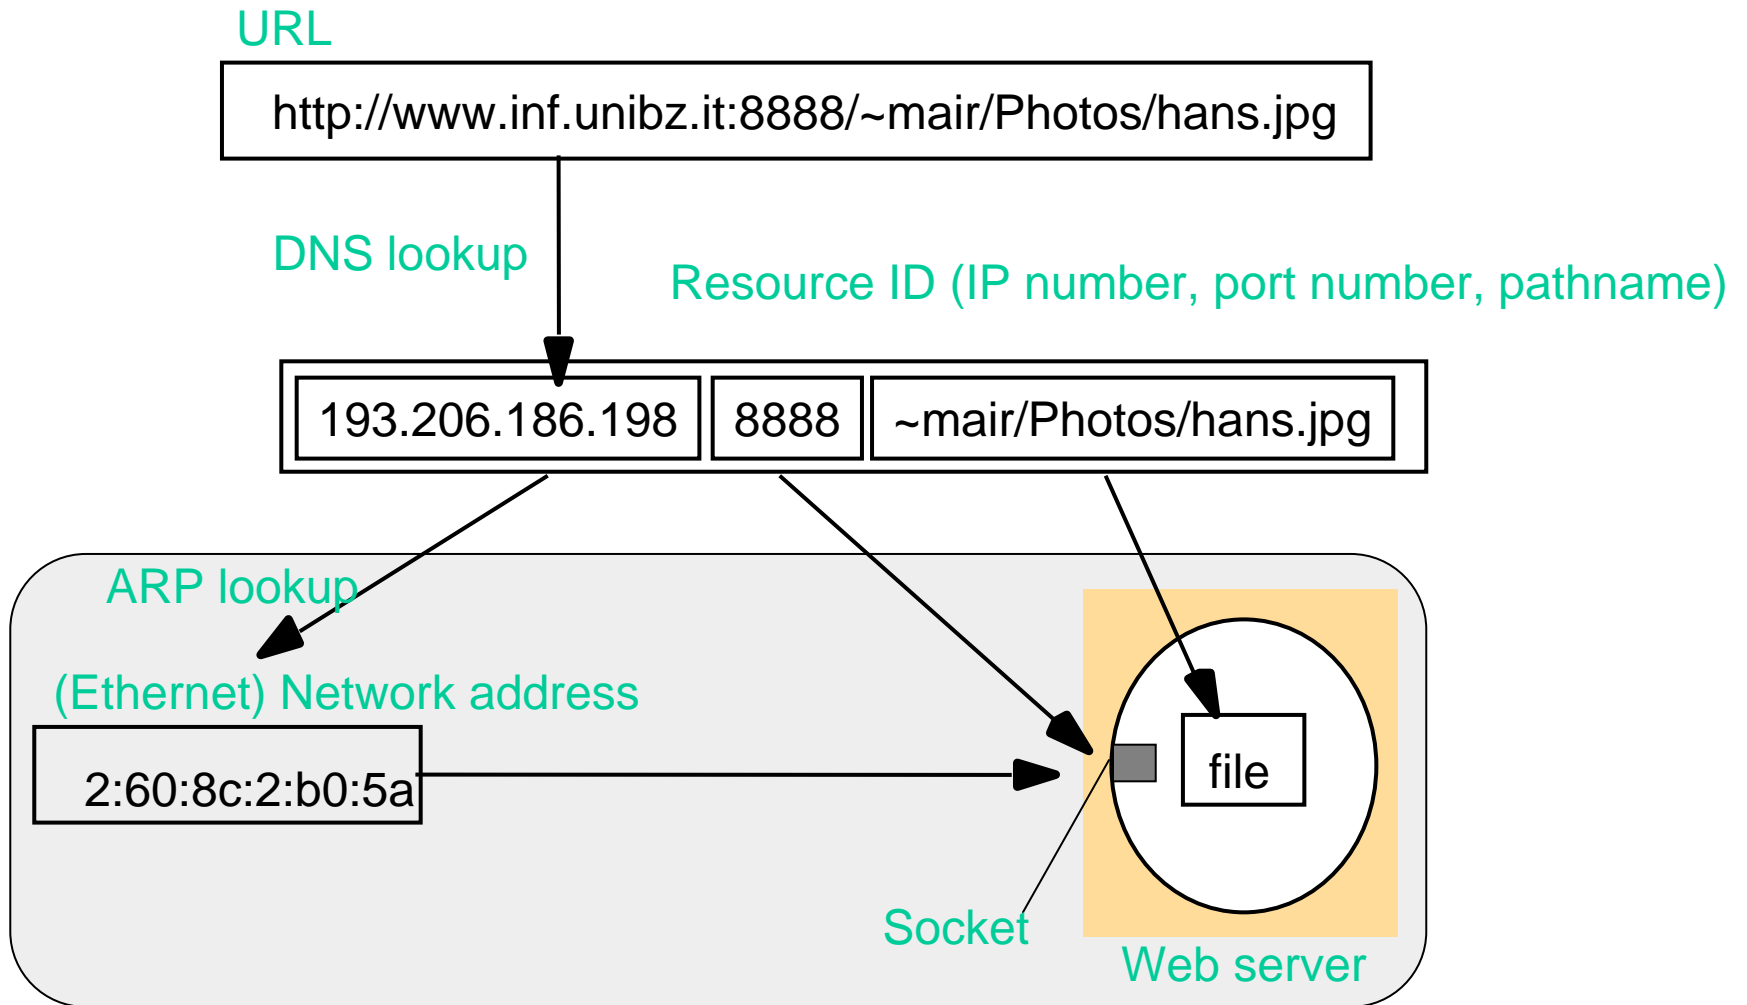 URL
http://www.inf.unibz.it:8888/~mair/Photos/hans.jpg
DNS lookup
Resource ID (IP number, port number, pathname)
193.206.186.198
8888
~mair/Photos/hans.jpg
ARP lookup
(Ethernet) Network address
2:60:8c:2:b0:5a
file
Socket
Web server